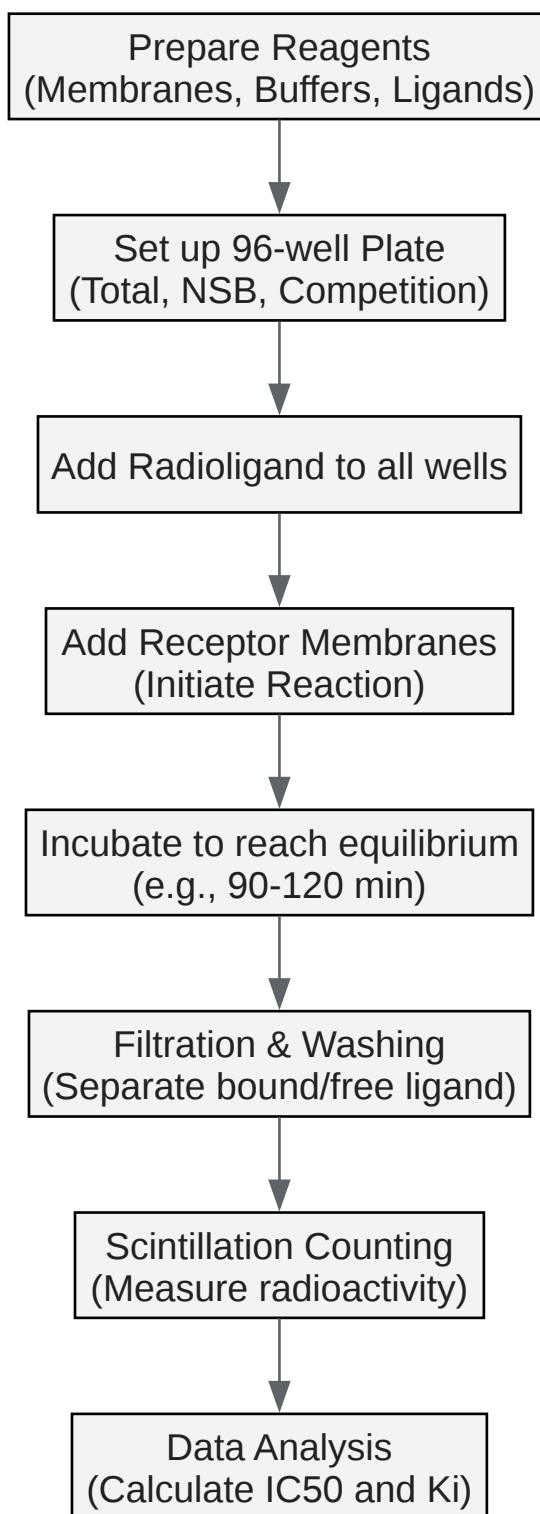 Prepare Reagents
(Membranes, Buffers, Ligands)
Set up 96-well Plate
(Total, NSB, Competition)
Add Radioligand to all wells
Add Receptor Membranes
(Initiate Reaction)
Incubate to reach equilibrium
(e.g., 90-120 min)
Filtration & Washing
(Separate bound/free ligand)
Scintillation Counting
(Measure radioactivity)
Data Analysis
(Calculate IC50 and Ki)